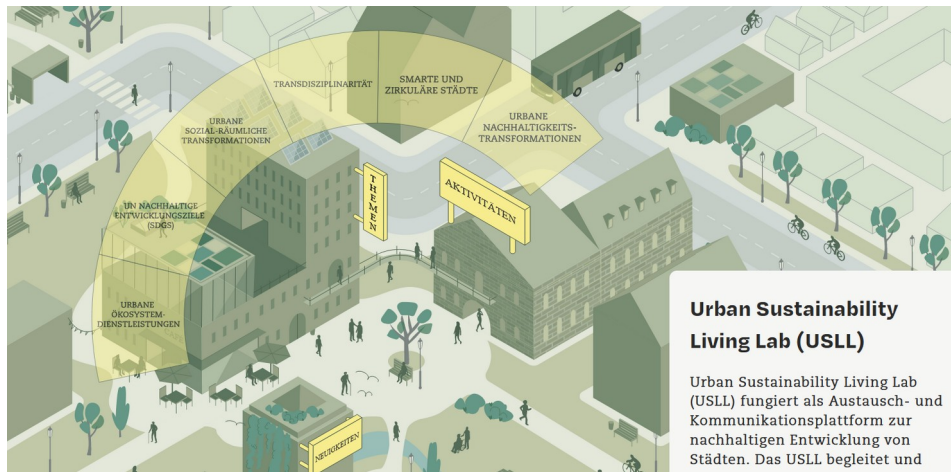 TRANSDISZIPLINARITÄT
SMARTE UND
ZIRKULÄRE STÄDTE
URBANE
NACHHALTIGKEITS-
TRANSFORMATIONEN
URBANE
SOZIAL-RÄUMLICHE
TRANSFORMATIONEN
THEMEN
AKTIVITÄTEN
UN NACHHALTIGE
ENTWICKLUNGSZIELE
(SDGS)
URBANE
ÖKOSYSTEM-
DIENSTLEISTUNGEN
NEUIGKEITEN
Urban Sustainability
Living Lab (USLL)
Urban Sustainability Living Lab
(USLL) fungiert als Austausch- und
Kommunikationsplattform zur
nachhaltigen Entwicklung von
Städten. Das USLL begleitet und